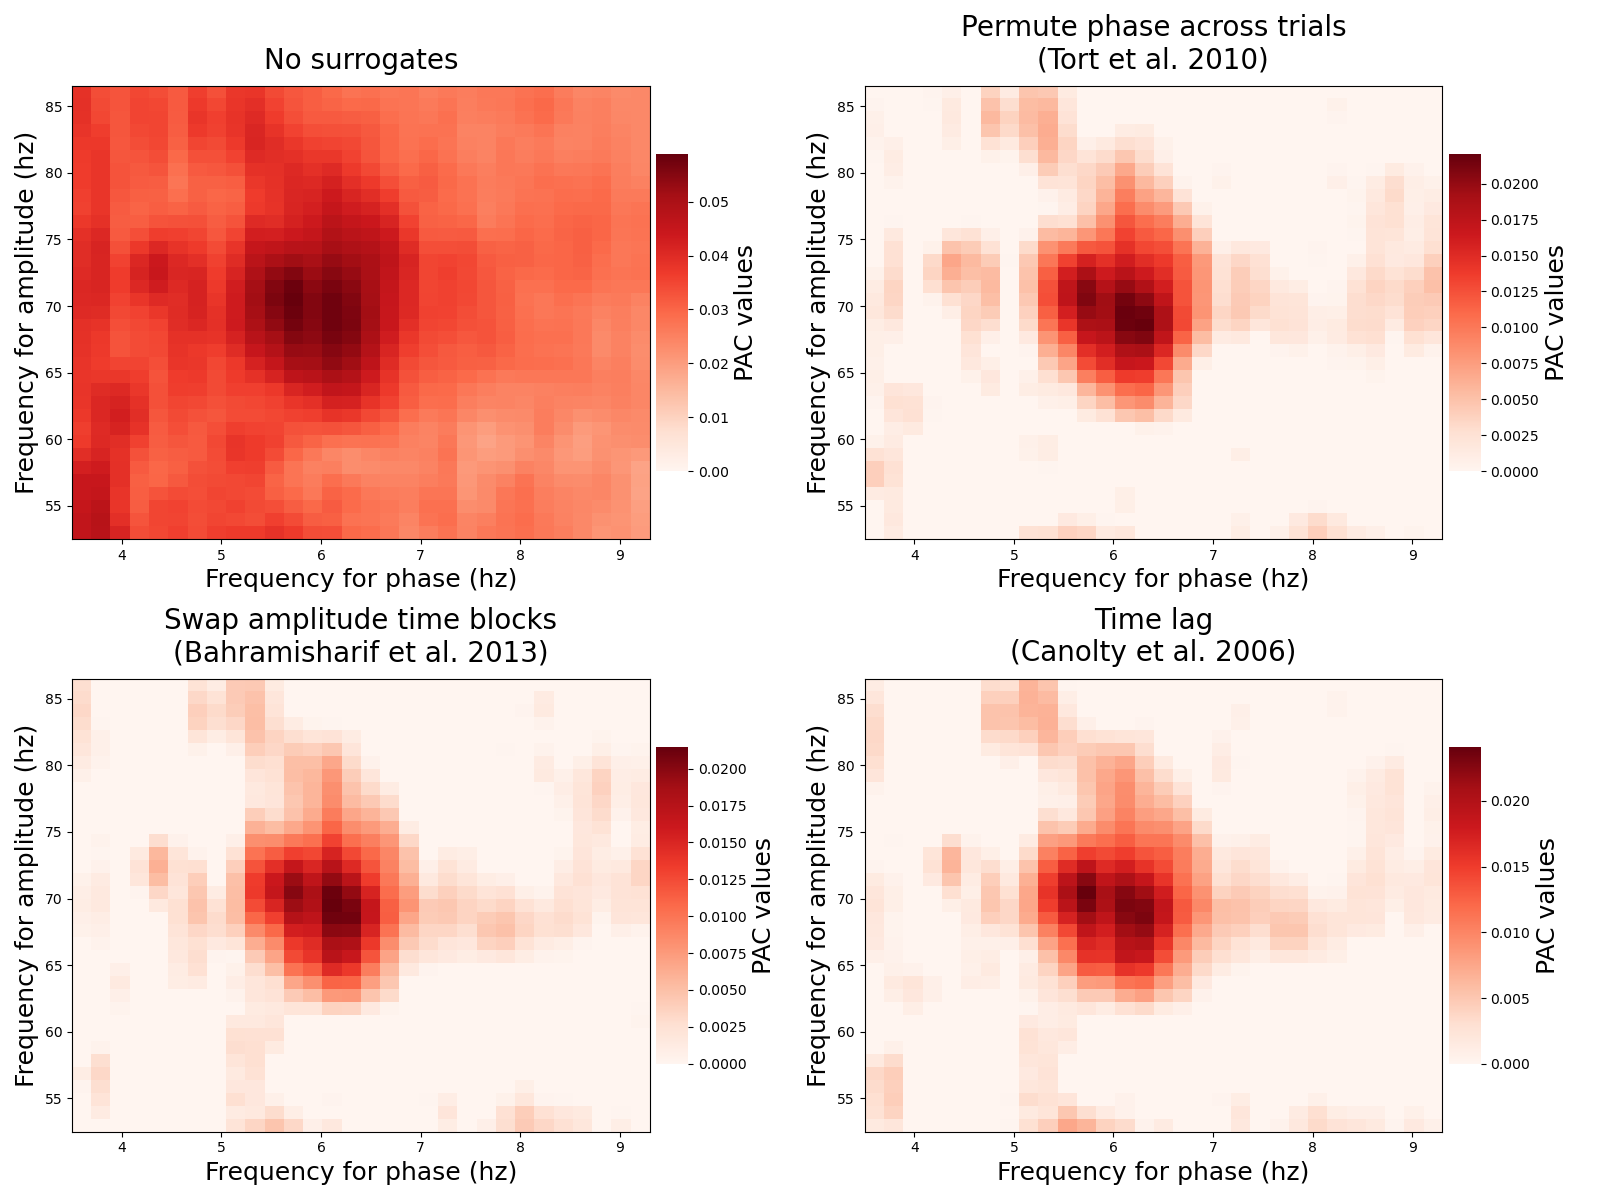 No surrogates
Frequency for amplitude (hz)
85
80
75
70
65
60
55
4 5 6 7 8 9
Frequency for phase (hz)
0.05
0.04
0.03
0.02
0.01
0.00
PAC values
Permute phase across trials
(Tort et al. 2010)
Frequency for amplitude (hz)
85
80
75
70
65
60
55
4 5 6 7 8 9
Frequency for phase (hz)
0.0200
0.0175
0.0150
0.0125
0.0100
0.0075
0.0050
0.0025
0.0000
PAC values
Swap amplitude time blocks
(Bahramisharif et al. 2013)
Frequency for amplitude (hz)
85
80
75
70
65
60
55
4 5 6 7 8 9
Frequency for phase (hz)
0.0200
0.0175
0.0150
0.0125
0.0100
0.0075
0.0050
0.0025
0.0000
PAC values
Time lag
(Canolty et al. 2006)
Frequency for amplitude (hz)
85
80
75
70
65
60
55
4 5 6 7 8 9
Frequency for phase (hz)
0.020
0.015
0.010
0.005
0.000
PAC values